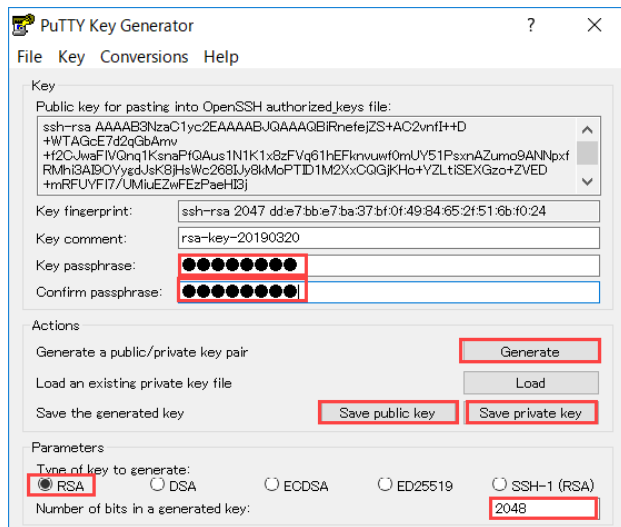 PuTTY Key Generator
File Key Conversions Help
Key
Public key for pasting into OpenSSH authorized_keys file:
ssh-rsa AAAAB3NzaC1yc2EAAAABJQAAAQBiRnefejZS+AC2vnfI++D
+WTAGcE7d2qGbAmv
+f2CJwaFIVQnq1KsnaPfQAus1N1K1x8zFVq61hEFknvuwf0mUY51PsxnAZumo9ANNpxf
RMhi3AI9OYygdJsK8jHsWc268IJy8kMoPTID1M2XxCQGjKHo+YZLtiSEXGzo+ZVED
+mRFUYFI7/UMiuEZwFEzPaeHI3j
Key fingerprint: ssh-rsa 2047 dd:e7:bb:e7:ba:37:bf:0f:49:84:65:2f:51:6b:f0:24
Key comment: rsa-key-20190320
Key passphrase: ●●●●●●●●
Confirm passphrase: ●●●●●●●●
Actions
Generate a public/private key pair Generate
Load an existing private key file Load
Save the generated key Save public key Save private key
Parameters
Type of key to generate:
RSA DSA ECDSA ED25519 SSH-1 (RSA)
Number of bits in a generated key: 2048